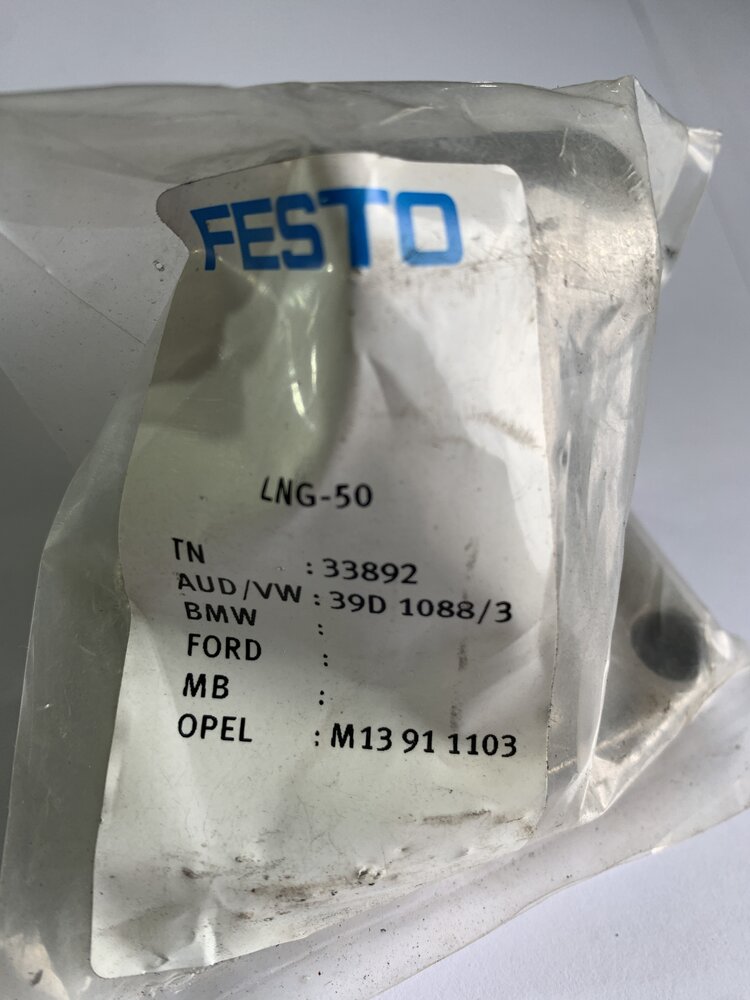 FESTO
LNG-50
TN : 33892
AUD/VW : 39D 1088/3
BMW :
FORD :
MB :
OPEL : M13 91 1103